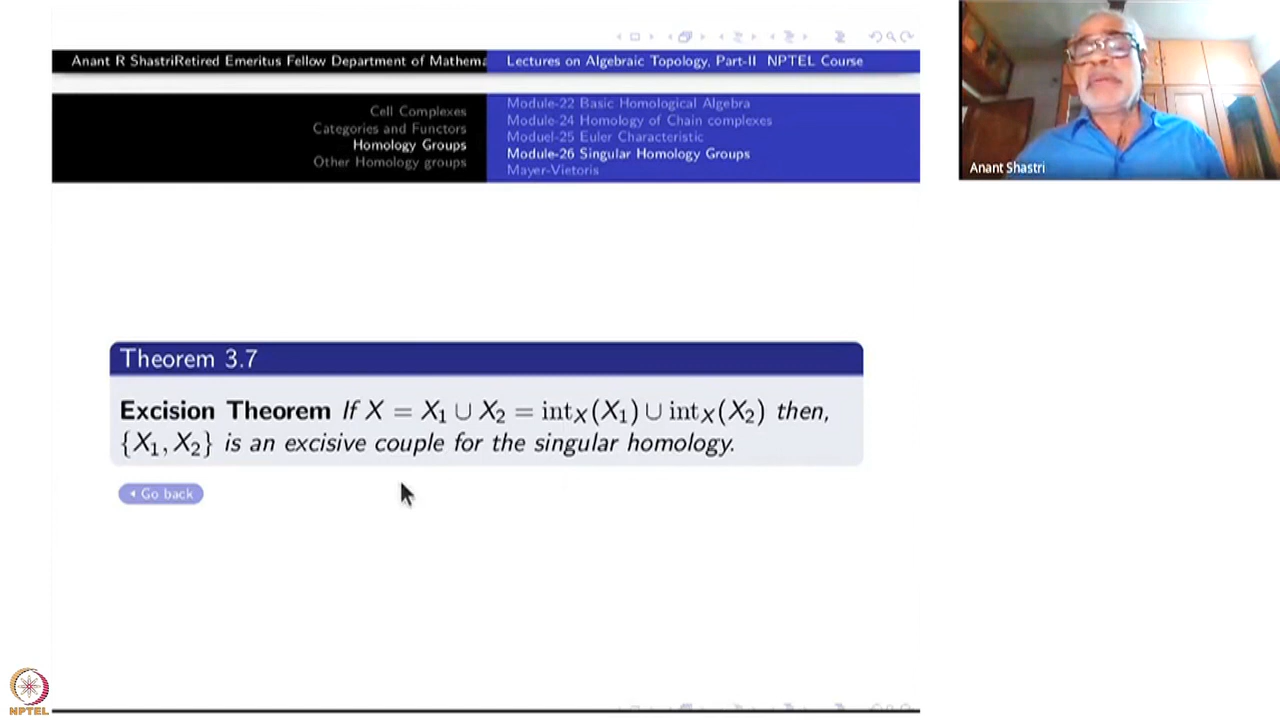 Anant R ShastriRetired Emeritus Fellow Department of Mathema
Lectures on Algebraic Topology, Part-II NPTEL Course
Cell Complexes
Categories and Functors
Homology Groups
Other Homology groups
Module-22 Basic Homological Algebra
Module-24 Homology of Chain complexes
Moduel-25 Euler Characteristic
Module-26 Singular Homology Groups
Mayer-Vietoris
Anant Shastri
Theorem 3.7
Excision Theorem If X = X₁ ∪ X₂ = int_X(X₁) ∪ int_X(X₂) then,
{X₁, X₂} is an excisive couple for the singular homology.
Go back
NPTEL